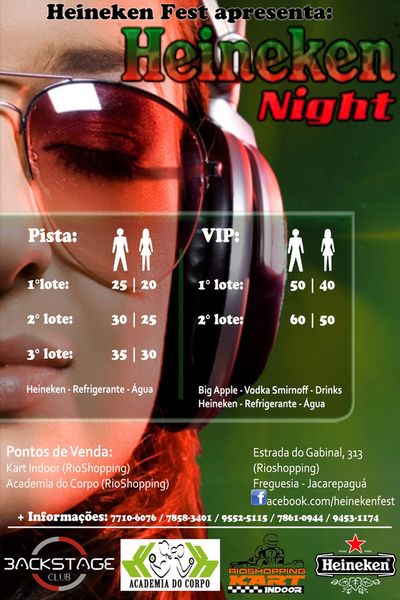 Heineken Fest apresenta:
Heineken
Night
Pista:
1°lote: 25 | 20
2° lote: 30 | 25
3° lote: 35 | 30
Heineken - Refrigerante - Água
VIP:
1° lote: 50 | 40
2° lote: 60 | 50
Big Apple - Vodka Smirnoff - Drinks
Heineken - Refrigerante - Água
Pontos de Venda:
Kart Indoor (RioShopping)
Academia do Corpo (RioShopping)
Estrada do Gabinal, 313
(Rioshopping)
Freguesia - Jacarepaguá
facebook.com/heinekenfest
+ Informações: 7710-6076 / 7858-3401 / 9552-5115 / 7861-0944 / 9453-1174
BACKSTAGE
CLUB
ACADEMIA DO CORPO
RIOSHOPPING
KART
INDOOR
Heineken